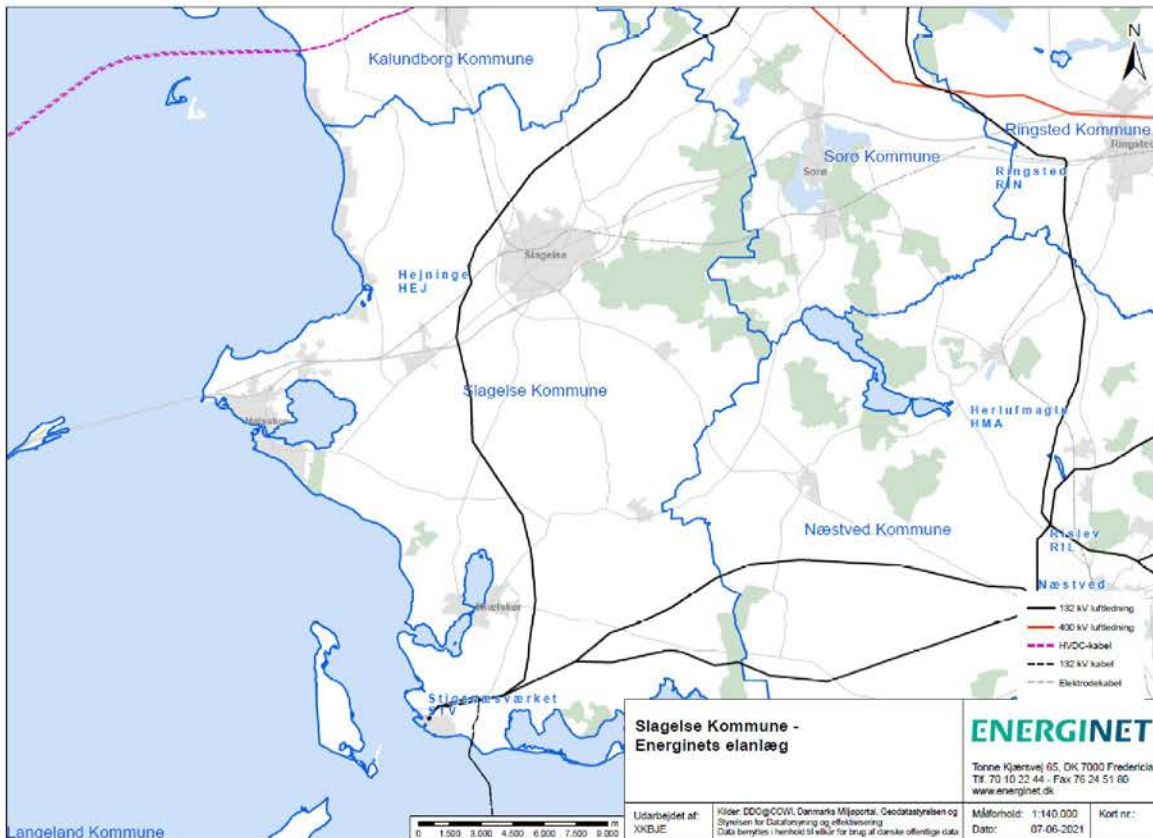 Kalundborg Kommune
N
Ringsted Kommune
Ringsted
Sorø Kommune
Sorø
Ringsted
RIN
Slagelse
Hejninge
HEJ
Slagelse Kommune
Herlufmagle
HMA
Næstved Kommune
Rislev
RIL
Næstved
Skælskør
Stigsnæsværket
STV
Langeland Kommune
132 kV luftledning
400 kV luftledning
HVDC-kabel
132 kV kabel
Elektrodekabel
0 1.500 3.000 4.500 6.000 7.500 9.000 m
Slagelse Kommune -
Energinets elanlæg
ENERGINET
Tonne Kjærsvej 65, DK 7000 Fredericia
Tlf. 70 10 22 44 - Fax 76 24 51 80
www.energinet.dk
Udarbejdet af:
XKBJE
Kilder: DDO@COWI, Danmarks Miljøportal, Geodatastyrelsen og
Styrelsen for Dataforsyning og effektivisering
Data benyttes i henhold til vilkår for brug af danske offentlige data
Målforhold: 1:140.000
Kort nr.:
Dato: 07-06-2021